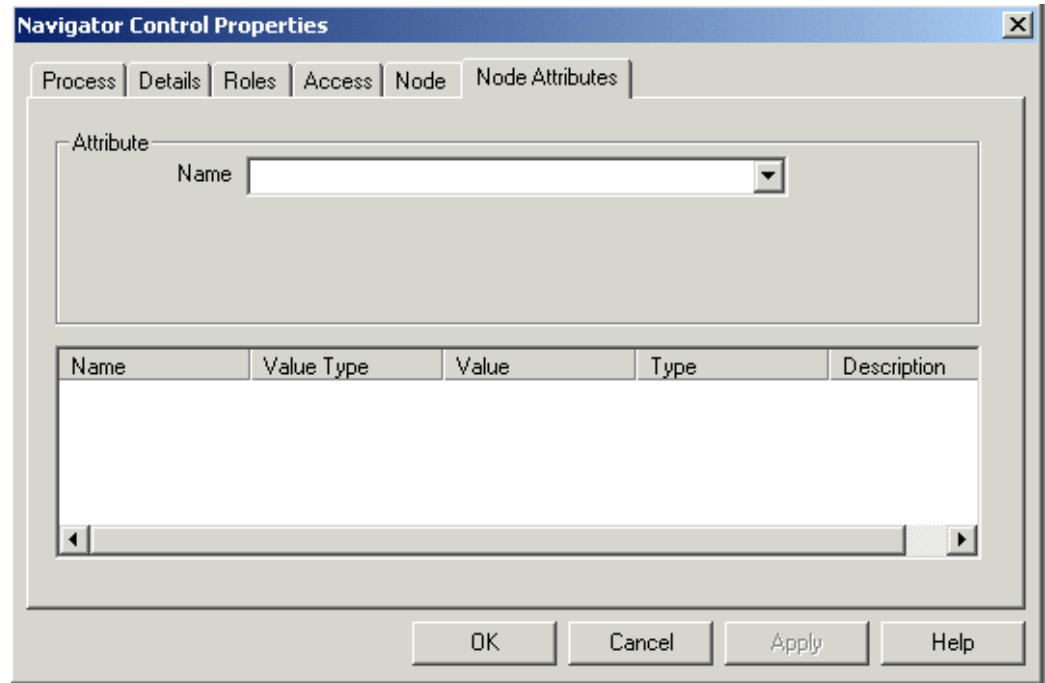 Navigator Control Properties
Process Details Roles Access Node Node Attributes
Attribute
Name
Name Value Type Value Type Description
OK Cancel Apply Help